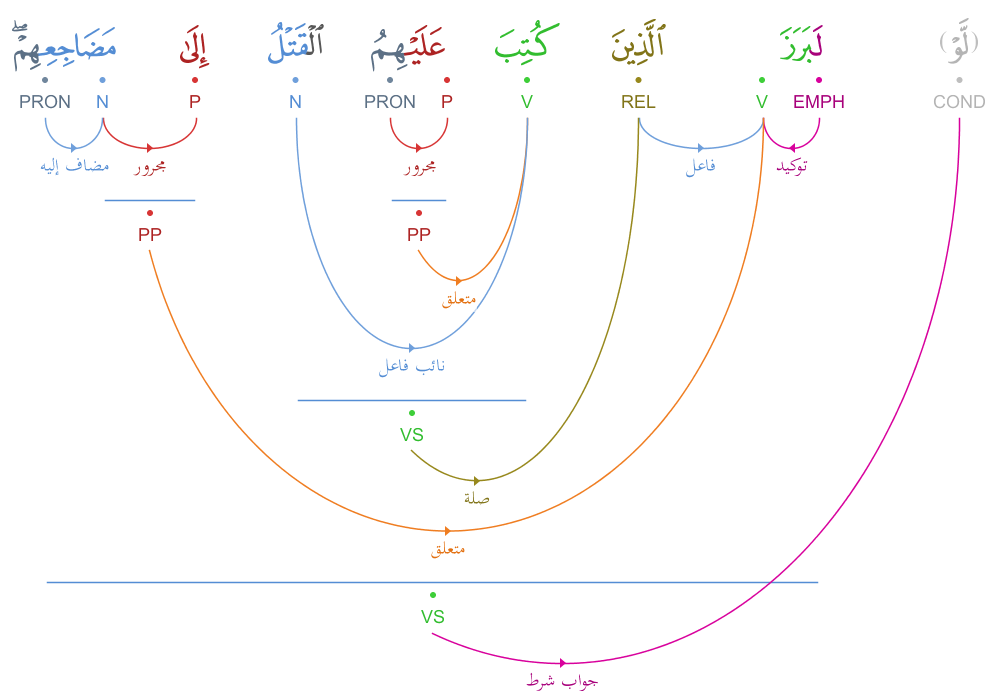 (لَّوْ) لَبَرَزَ ٱلَّذِينَ كُتِبَ عَلَيْهِمُ ٱلْقَتْلُ إِلَىٰ مَضَاجِعِهِمْ ۖ
COND EMPH V REL V P PRON N P N PRON
توكيد فاعل مجرور مجرور مضاف إليه
PP PP
متعلق
نائب فاعل
VS
صلة
متعلق
VS
جواب شرط